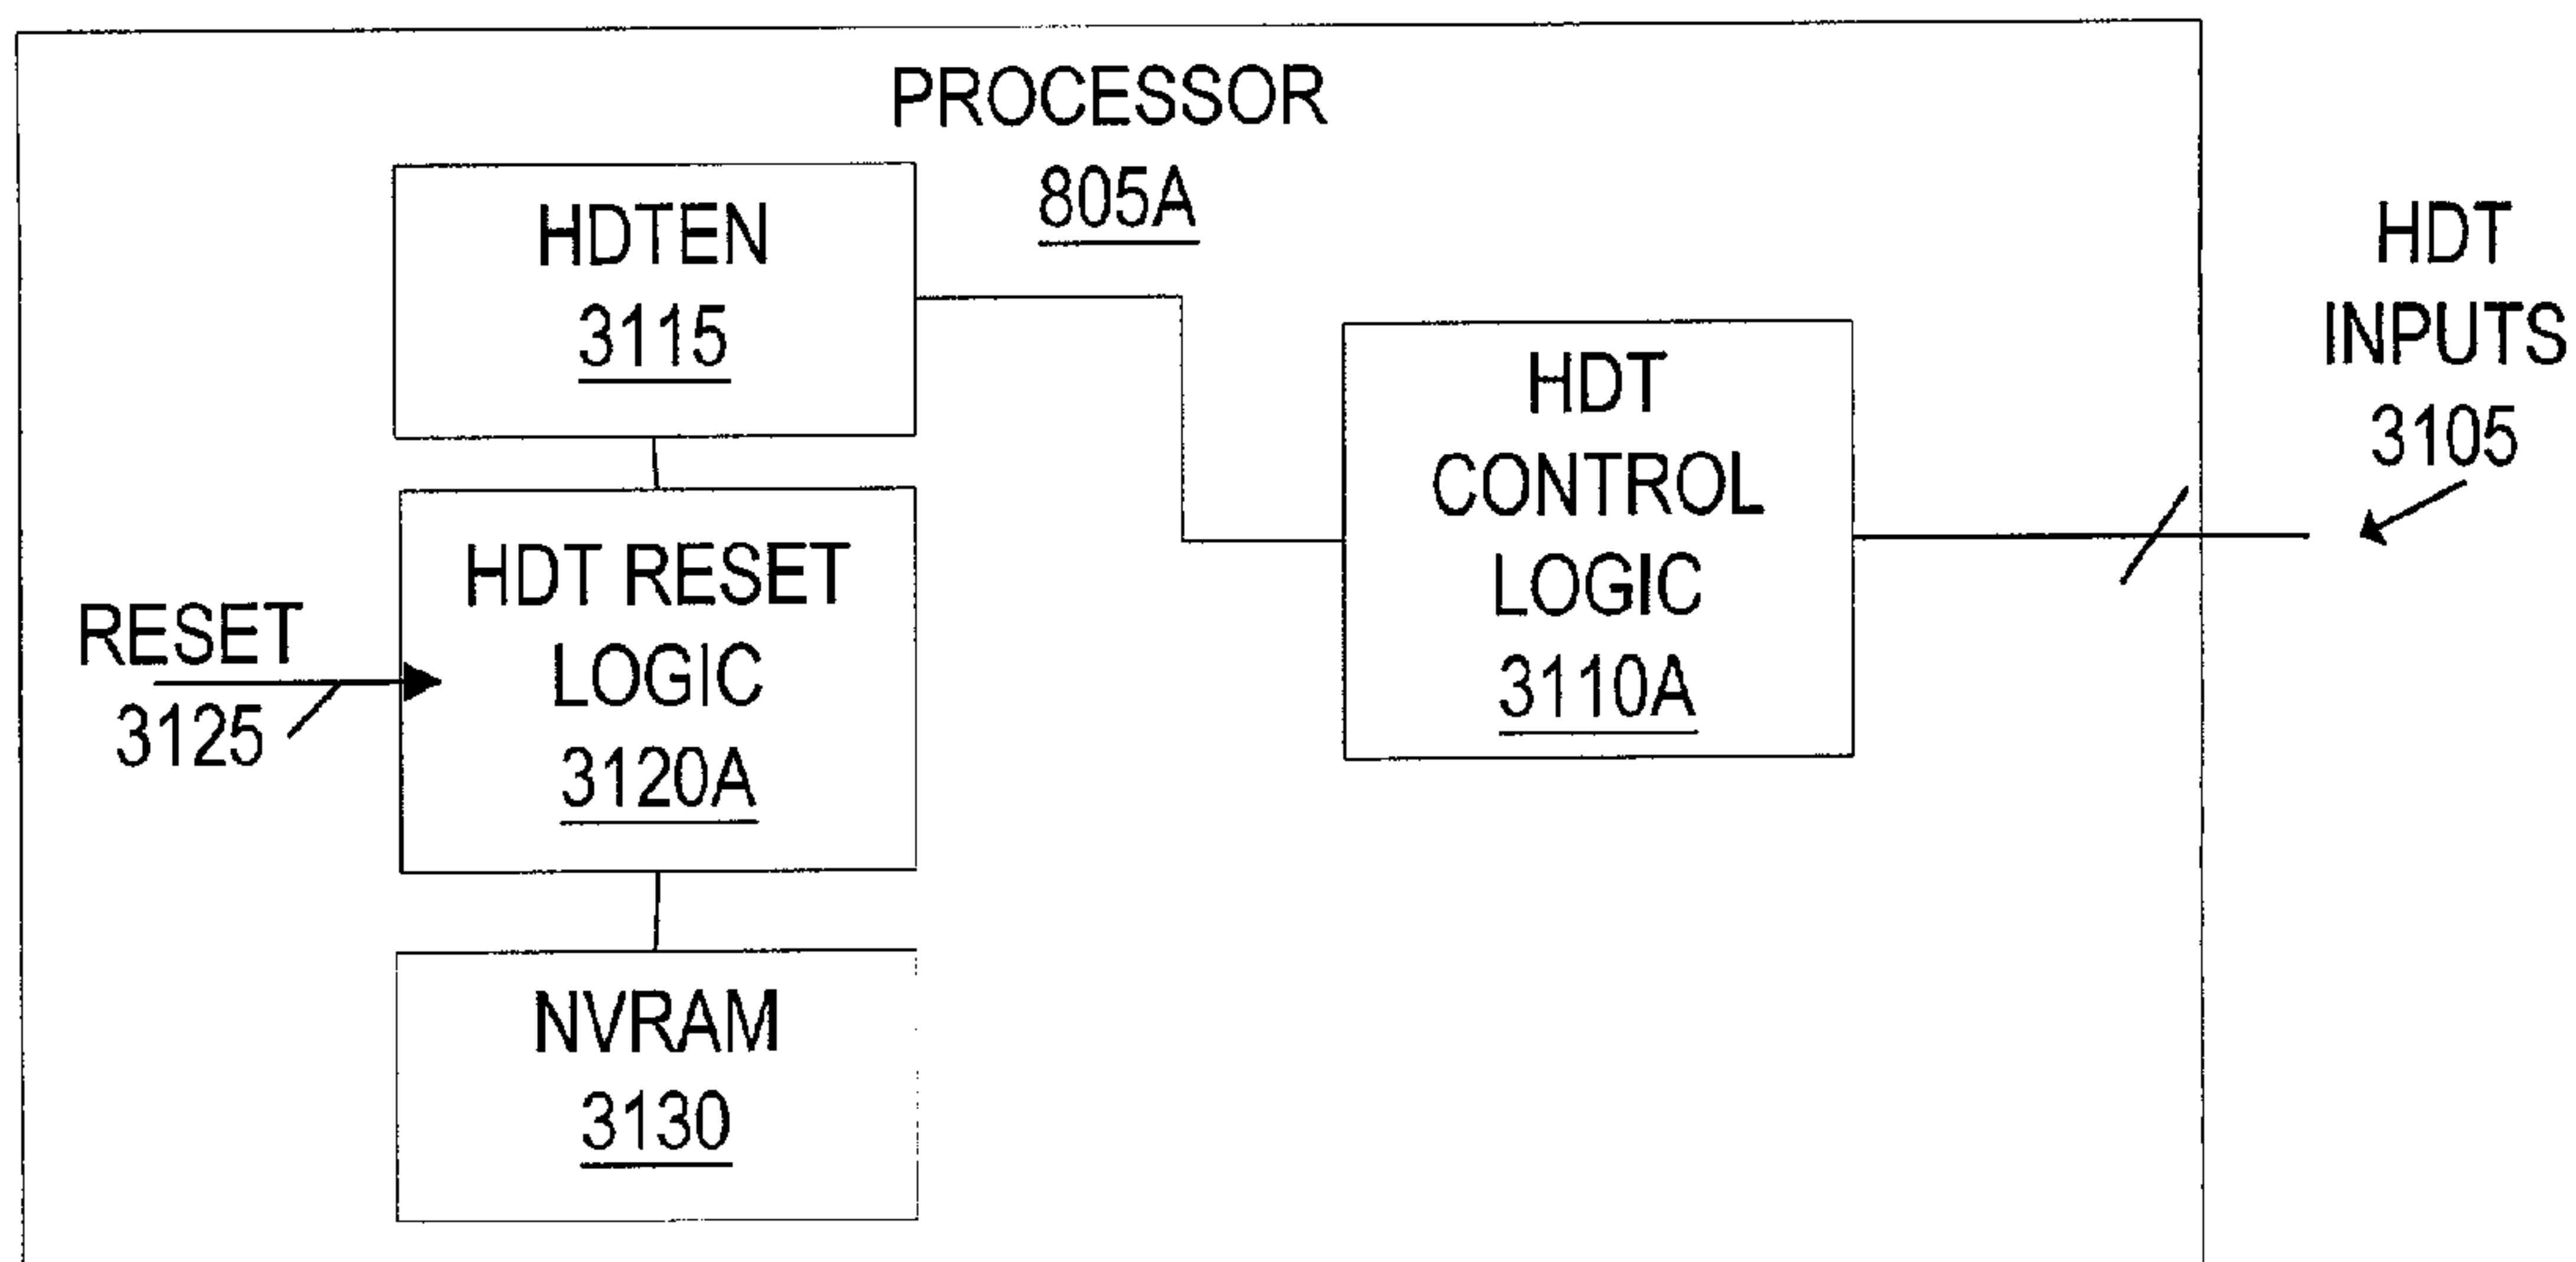 PROCESSOR
805A
HDTEN
3115
HDT
INPUTS
3105
HDT
CONTROL
LOGIC
3110A
HDT RESET
LOGIC
3120A
RESET
3125
NVRAM
3130